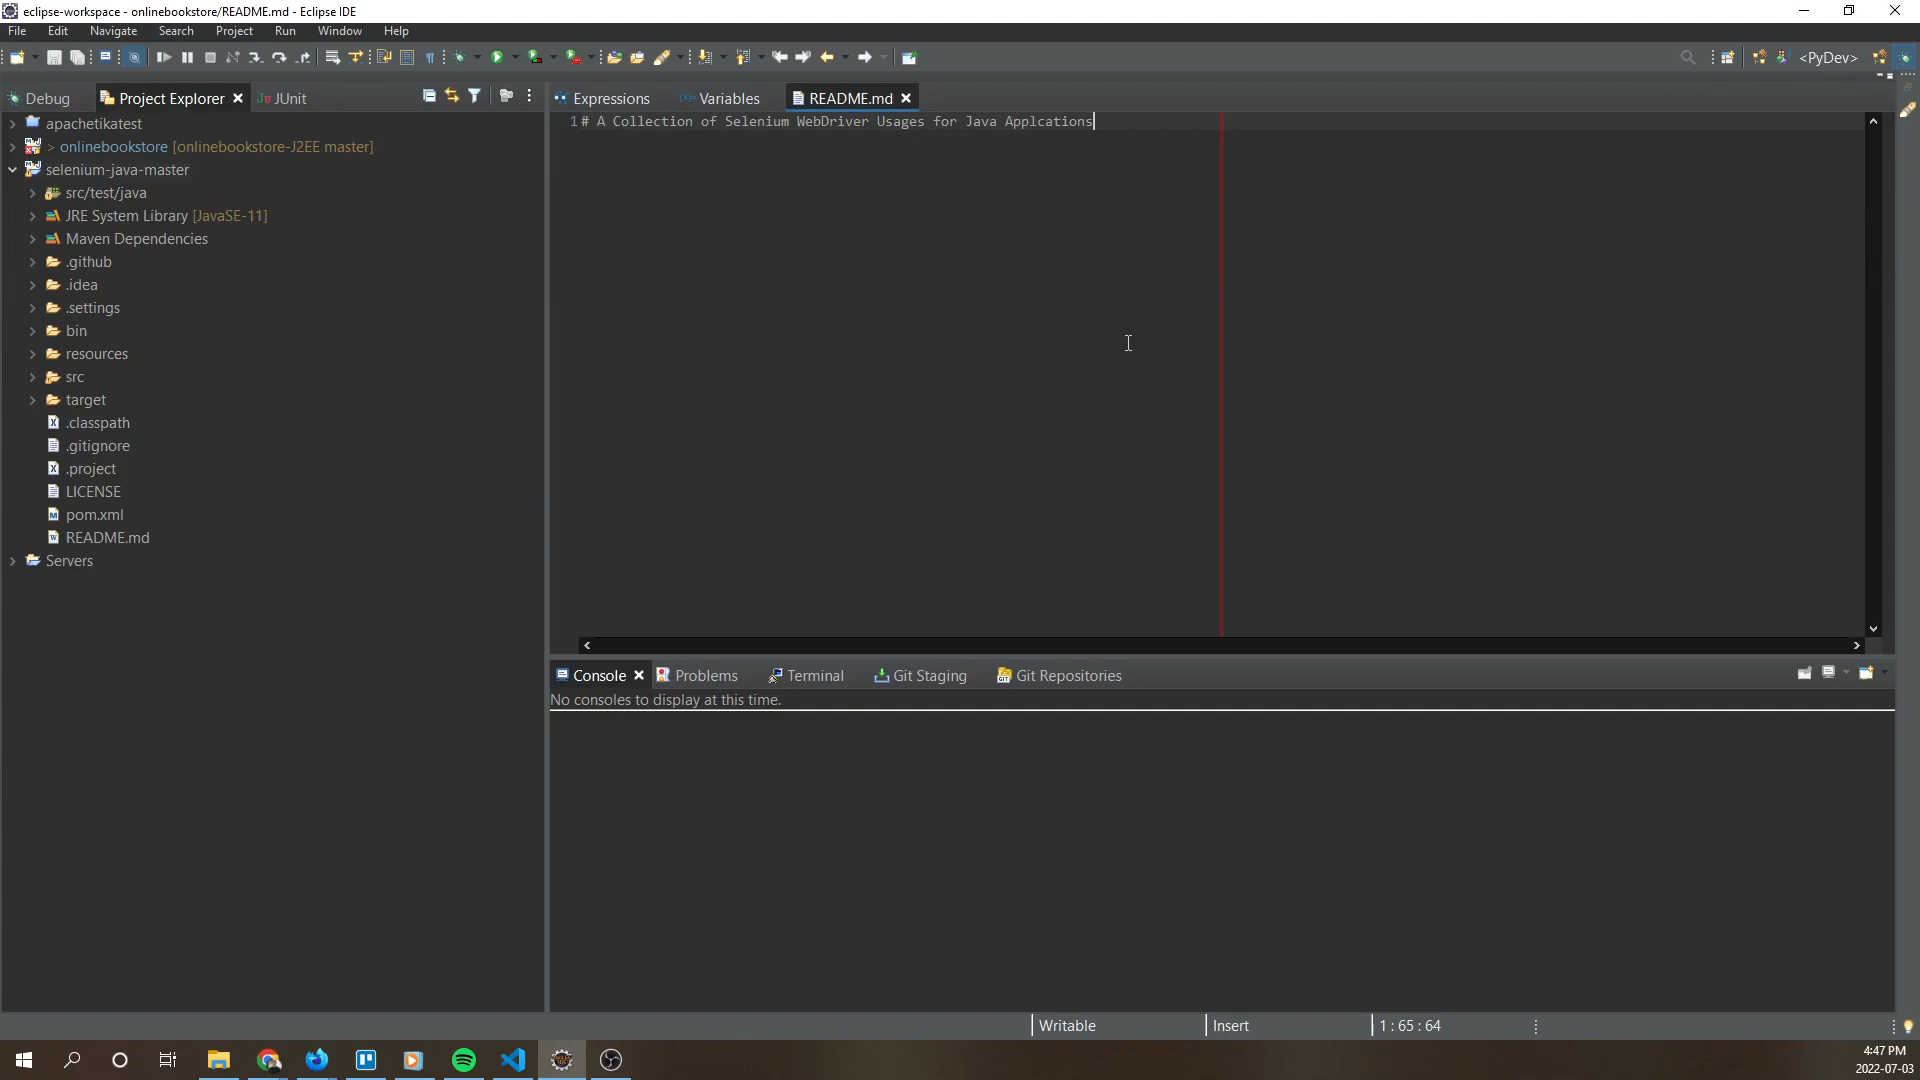 eclipse-workspace - onlinebookstore/README.md - Eclipse IDE
File Edit Navigate Search Project Run Window Help
<PyDev>
Debug Project Explorer JUnit
Expressions Variables README.md
apachetikatest
> onlinebookstore [onlinebookstore-J2EE master]
selenium-java-master
src/test/java
JRE System Library [JavaSE-11]
Maven Dependencies
.github
.idea
.settings
bin
resources
src
target
.classpath
.gitignore
.project
LICENSE
pom.xml
README.md
Servers
1 # A Collection of Selenium WebDriver Usages for Java Applcations
Console Problems Terminal Git Staging Git Repositories
No consoles to display at this time.
Writable Insert 1 : 65 : 64
4:47 PM
2022-07-03